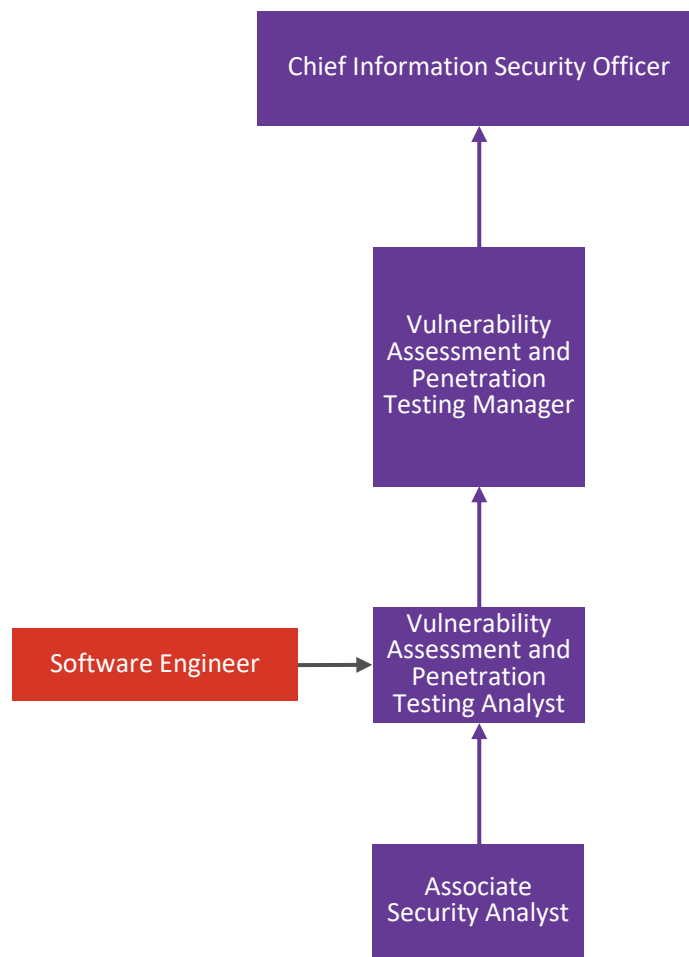 Chief Information Security Officer
Vulnerability
Assessment and
Penetration
Testing Manager
Software Engineer
Vulnerability
Assessment and
Penetration
Testing Analyst
Associate
Security Analyst